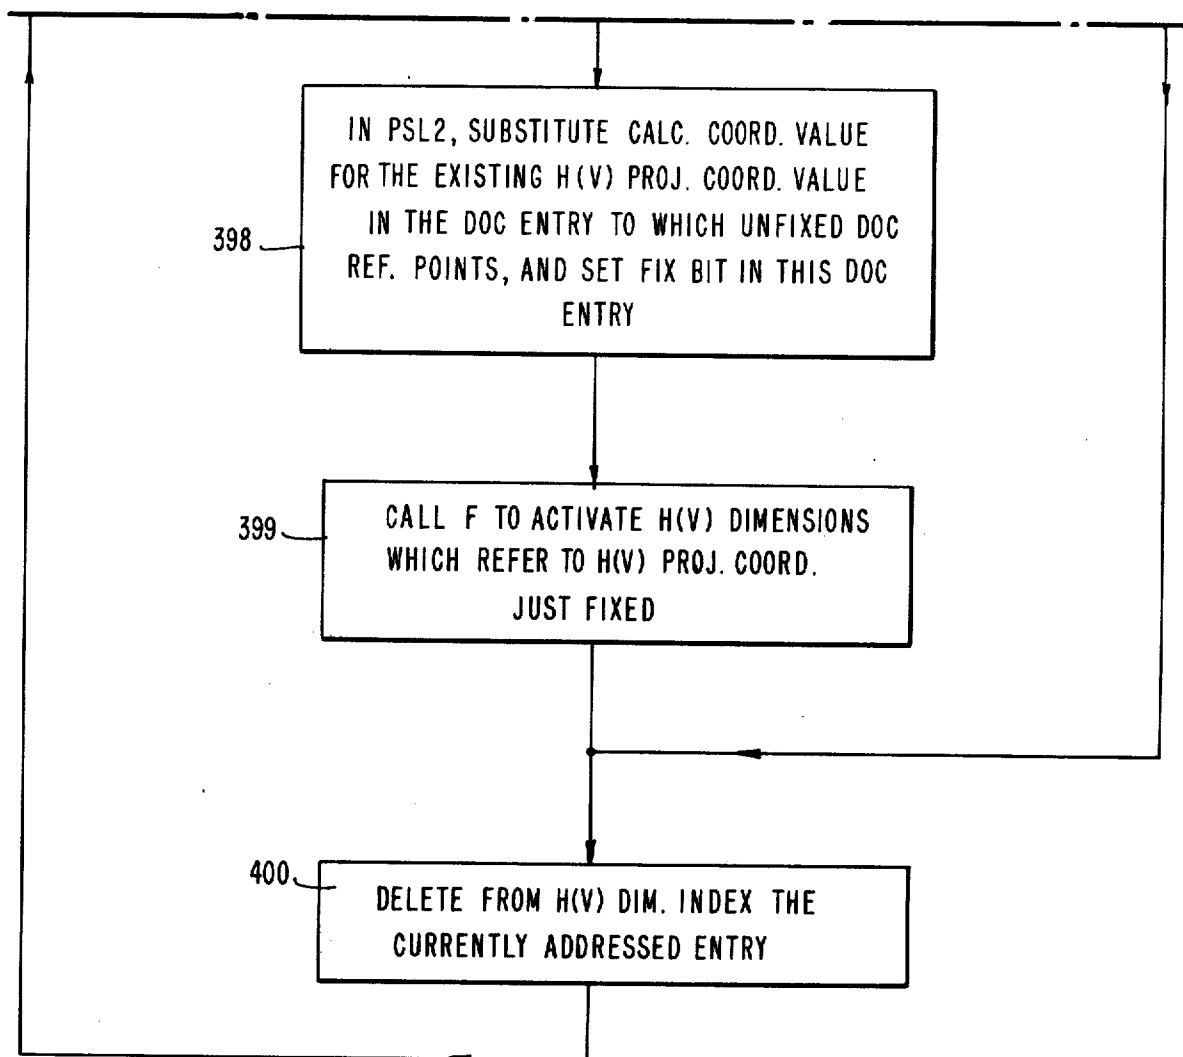 IN PSL2, SUBSTITUTE CALC. COORD. VALUE
FOR THE EXISTING H(V) PROJ. COORD. VALUE
IN THE DOC ENTRY TO WHICH UNFIXED DOC
398
REF. POINTS, AND SET FIX BIT IN THIS DOC
ENTRY
399
CALL F TO ACTIVATE H(V) DIMENSIONS
WHICH REFER TO H(V) PROJ. COORD.
JUST FIXED
400
DELETE FROM H(V) DIM. INDEX THE
CURRENTLY ADDRESSED ENTRY